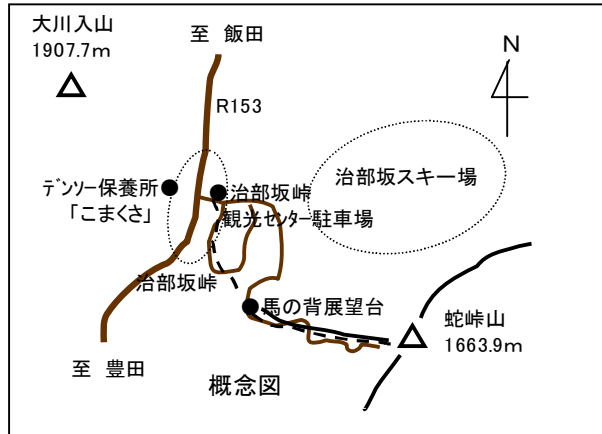 大川入山
1907.7m
至 飯田
N
R153
治部坂スキー場
デンソー保養所
「こまくさ」
治部坂峠
観光センター駐車場
治部坂峠
馬の背展望台
蛇峠山
1663.9m
至 豊田
概念図